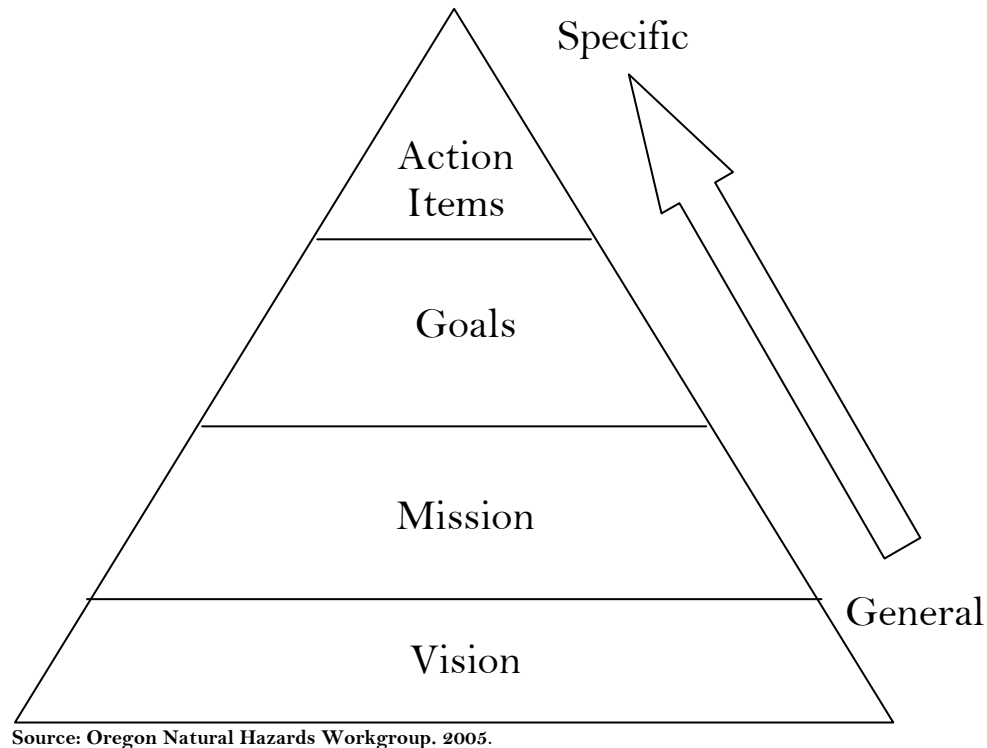 Specific
Action
Items
Goals
Mission
General
Vision
Source: Oregon Natural Hazards Workgroup. 2005.